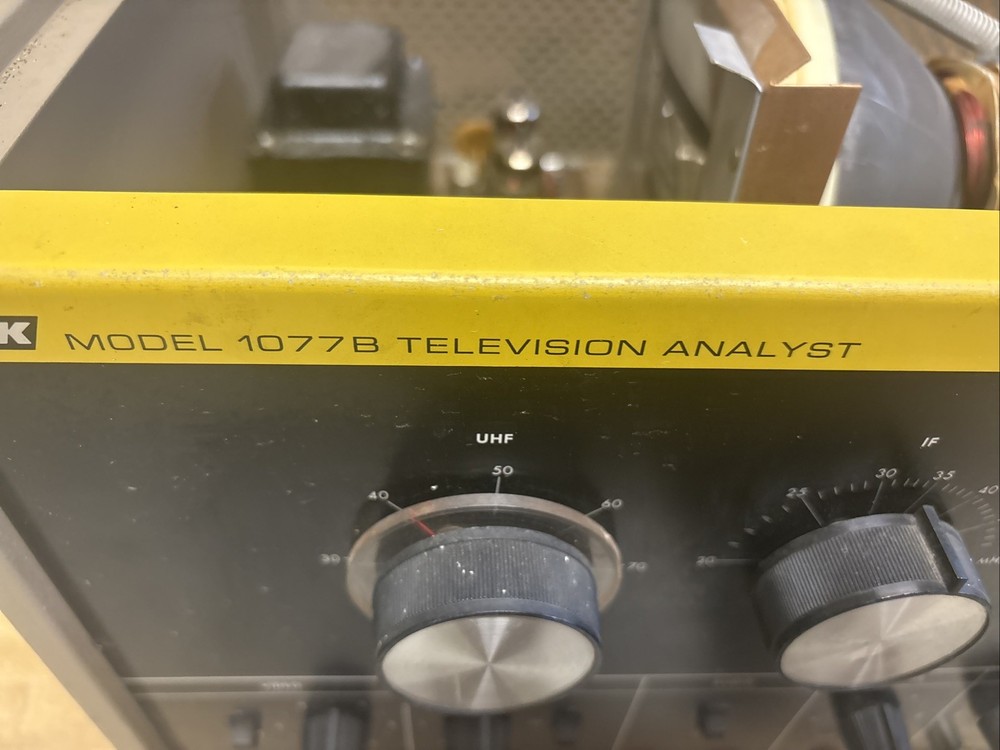 K MODEL 1077B TELEVISION ANALYST
UHF
IF
30 40 50 60 70
20 25 30 35 40